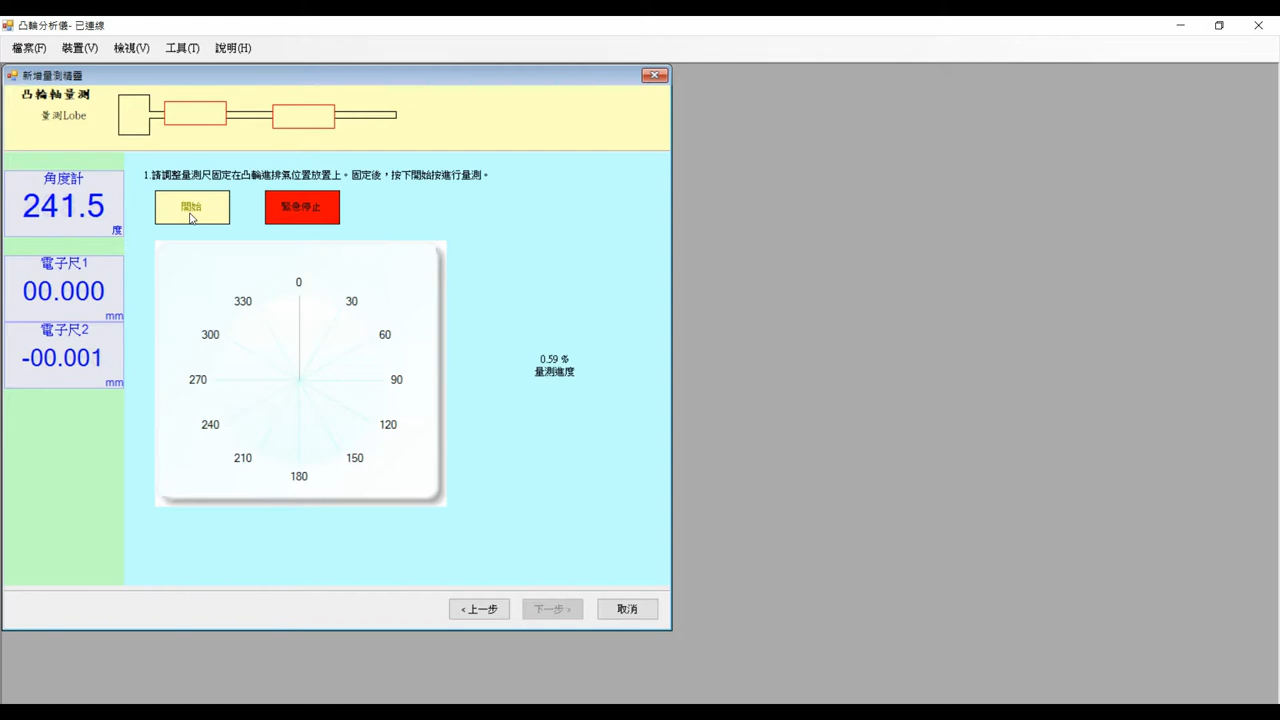 凸輪分析儀- 已連線
檔案(F) 裝置(V) 檢視(V) 工具(T) 說明(H)
新增量測精靈
凸輪軸量測
量測Lobe
角度計
241.5
度
電子尺1
00.000
mm
電子尺2
-00.001
mm
1.請調整量測尺固定在凸輪進排氣位置放置上。固定後，按下開始按進行量測。
開始 緊急停止
0
330 30
300 60
270 90
240 120
210 150
180
0.59 %
量測進度
<上一步 下一步 > 取消